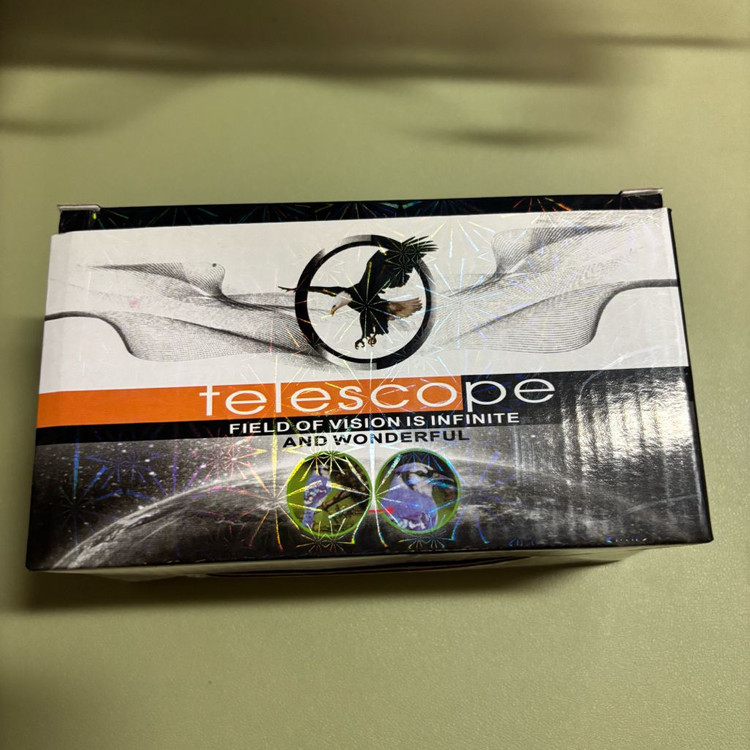 telescope
FIELD OF VISION IS INFINITE
AND WONDERFUL